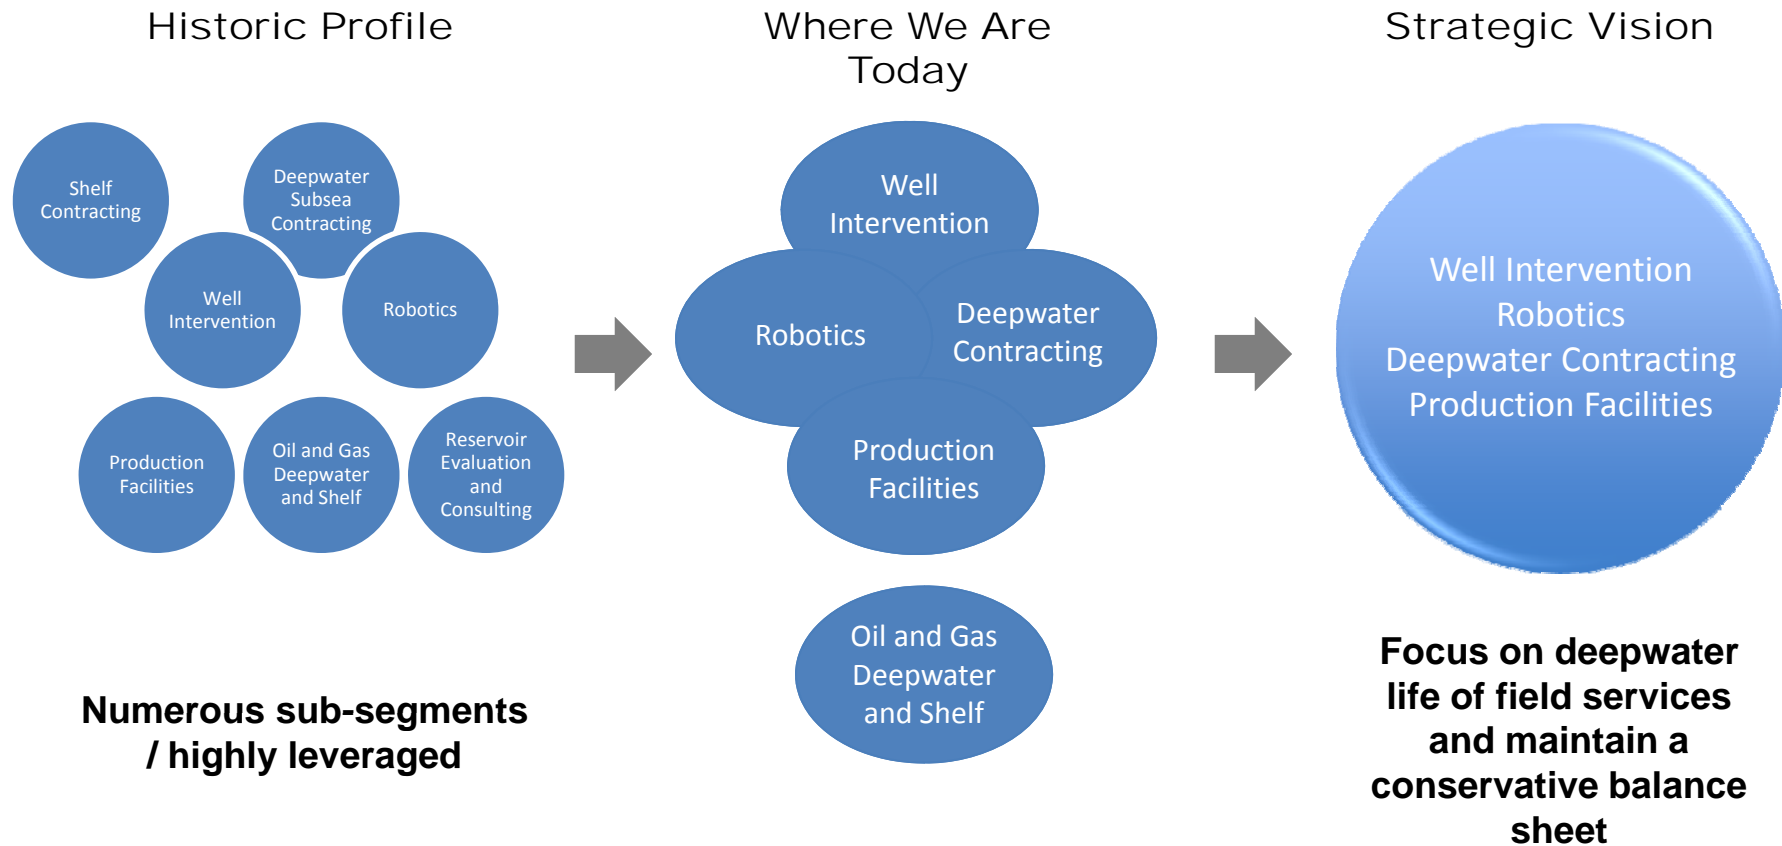 Historic Profile
Shelf
Contracting
Deepwater
Subsea
Contracting
Well
Intervention
Robotics
Production
Facilities
Oil and Gas
Deepwater
and Shelf
Reservoir
Evaluation
and
Consulting
Numerous sub-segments
/ highly leveraged
Where We Are
Today
Well
Intervention
Robotics
Deepwater
Contracting
Production
Facilities
Oil and Gas
Deepwater
and Shelf
Strategic Vision
Well Intervention
Robotics
Deepwater Contracting
Production Facilities
Focus on deepwater
life of field services
and maintain a
conservative balance
sheet